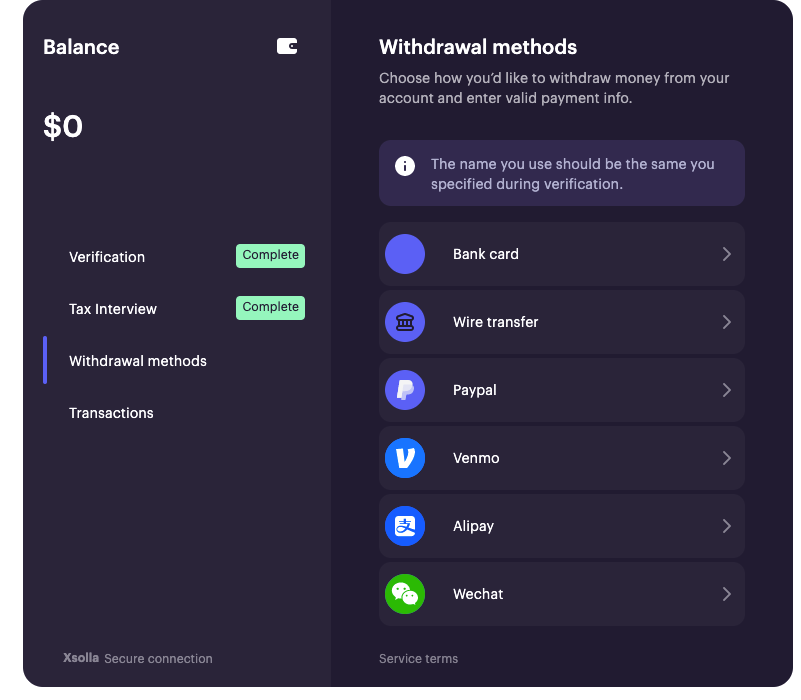 Balance
$0
Verification
Complete
Tax Interview
Complete
Withdrawal methods
Transactions
Xsolla Secure connection
Withdrawal methods
Choose how you’d like to withdraw money from your
account and enter valid payment info.
The name you use should be the same you
specified during verification.
Bank card
Wire transfer
Paypal
Venmo
支
Alipay
Wechat
Service terms